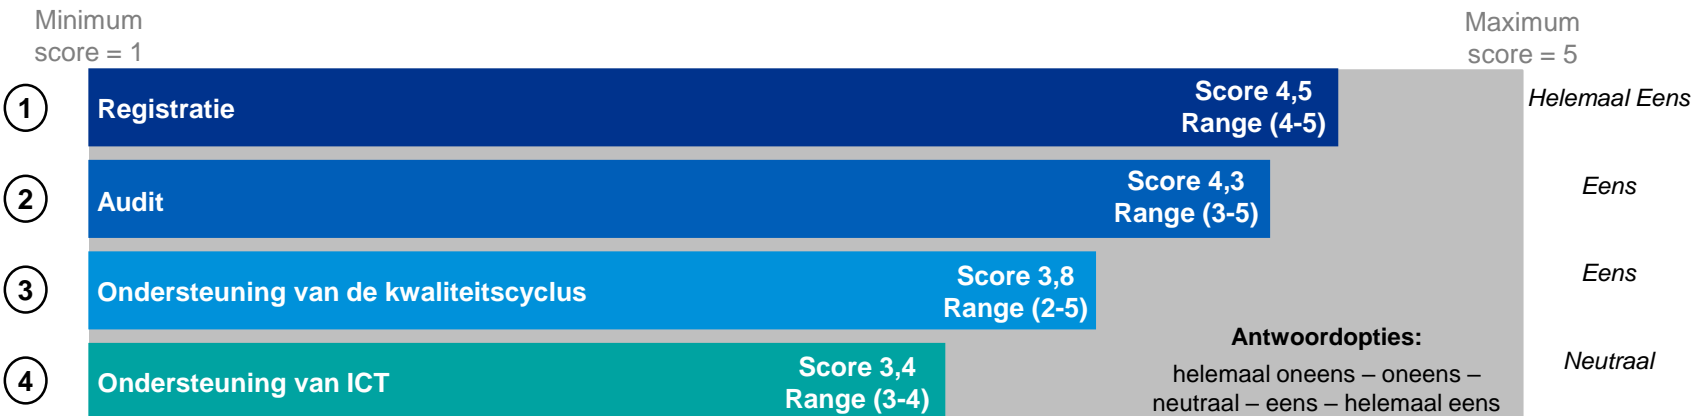 Minimum
score = 1
Maximum
score = 5
1
Registratie
Score 4,5
Range (4-5)
Helemaal Eens
2
Audit
Score 4,3
Range (3-5)
Eens
3
Ondersteuning van de kwaliteitscyclus
Score 3,8
Range (2-5)
Eens
4
Ondersteuning van ICT
Score 3,4
Range (3-4)
Neutraal
Antwoordopties:
helemaal oneens – oneens –
neutraal – eens – helemaal eens